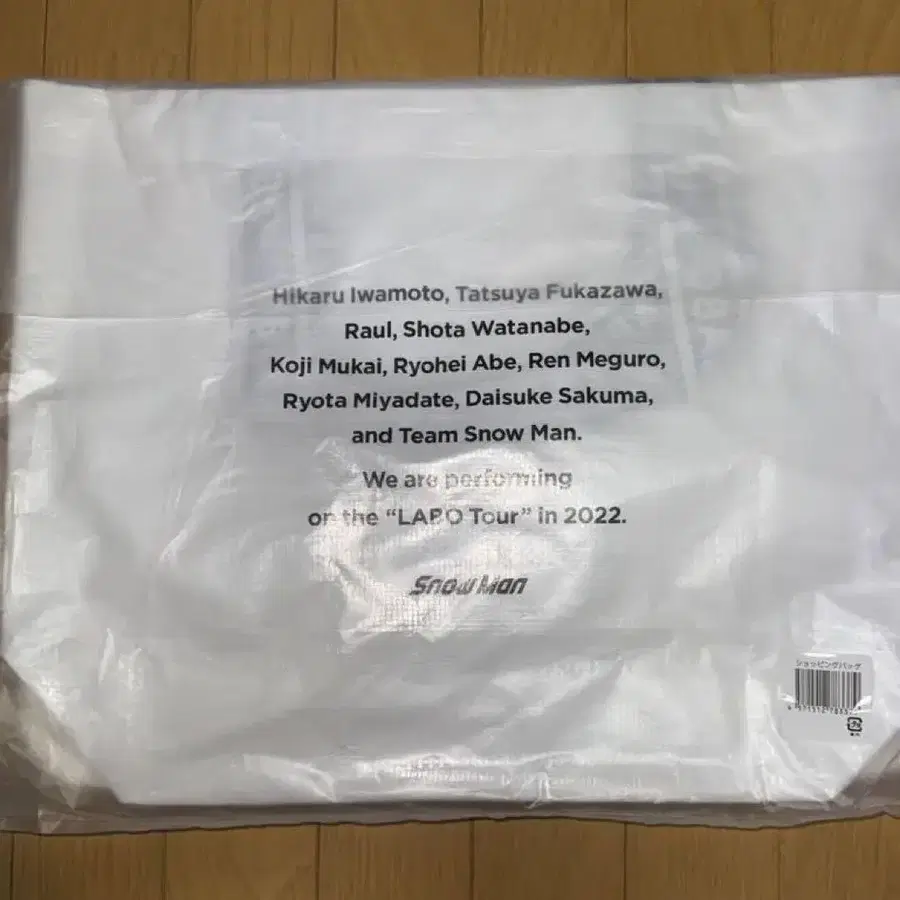 Hikaru Iwamoto, Tatsuya Fukazawa,
Raul, Shota Watanabe,
Koji Mukai, Ryohei Abe, Ren Meguro,
Ryota Miyadate, Daisuke Sakuma,
and Team Snow Man.
We are performing
on the “LABO Tour” in 2022.
Snow Man
ショッピングバッグ